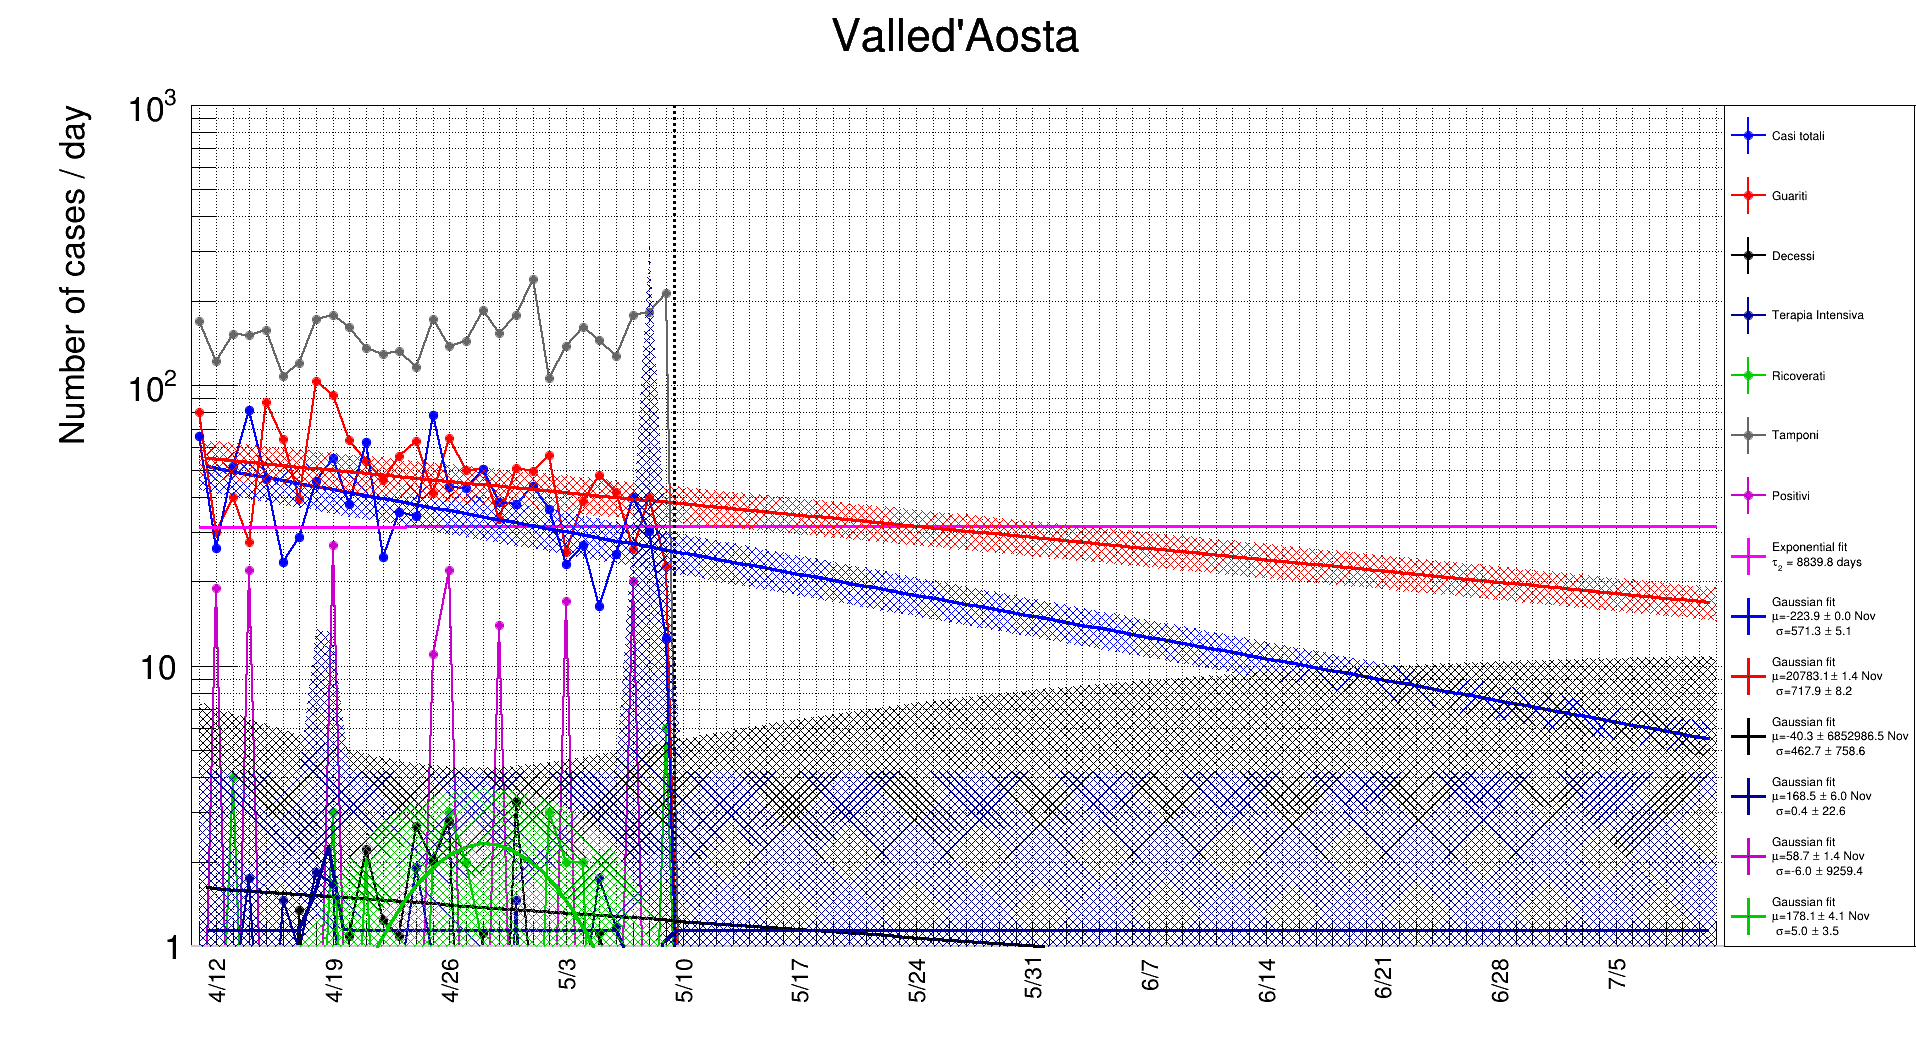 Valled'Aosta
Number of cases / day
10³
10²
10
1
4/12
4/19
4/26
5/3
5/10
5/17
5/24
5/31
6/7
6/14
6/21
6/28
7/5
Casi totali
Guariti
Decessi
Terapia Intensiva
Ricoverati
Tamponi
Positivi
Exponential fit
τ₂ = 8839.8 days
Gaussian fit
μ=-223.9 ± 0.0 Nov
σ=571.3 ± 5.1
Gaussian fit
μ=20783.1 ± 1.4 Nov
σ=717.9 ± 8.2
Gaussian fit
μ=-40.3 ± 6852986.5 Nov
σ=462.7 ± 758.6
Gaussian fit
μ=168.5 ± 6.0 Nov
σ=0.4 ± 22.6
Gaussian fit
μ=58.7 ± 1.4 Nov
σ=-6.0 ± 9259.4
Gaussian fit
μ=178.1 ± 4.1 Nov
σ=5.0 ± 3.5